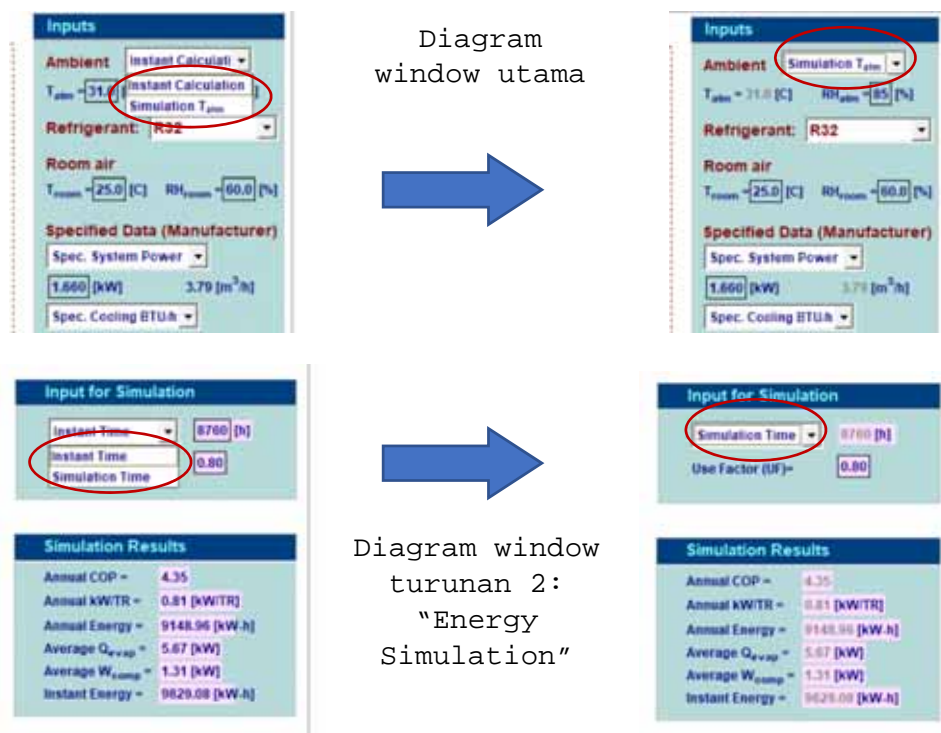 Inputs
Ambient Instant Calculati
Instant Calculation
Simulation Tatm
Tatm = 31.0
Refrigerant: R32
Room air
Troom = 25.0 [C] RHroom = 60.0 [%]
Specified Data (Manufacturer)
Spec. System Power
1.660 [kW] 3.79 [m³/h]
Spec. Cooling BTU/h
Diagram
window utama
Inputs
Ambient Simulation Tatm
Tatm = 31.0 [C] RHatm = 85 [%]
Refrigerant: R32
Room air
Troom = 25.0 [C] RHroom = 60.0 [%]
Specified Data (Manufacturer)
Spec. System Power
1.660 [kW] 3.79 [m³/h]
Spec. Cooling BTU/h
Input for Simulation
Instant Time 8760 [h]
Instant Time
Simulation Time
0.80
Simulation Results
Annual COP = 4.35
Annual kW/TR = 0.81 [kW/TR]
Annual Energy = 9148.96 [kW-h]
Average Qevap = 5.67 [kW]
Average Wcomp = 1.31 [kW]
Instant Energy = 9829.08 [kW-h]
Diagram window
turunan 2:
“Energy
Simulation”
Input for Simulation
Simulation Time 8760 [h]
Use Factor (UF)= 0.80
Simulation Results
Annual COP = 4.35
Annual kW/TR = 0.81 [kW/TR]
Annual Energy = 9148.96 [kW-h]
Average Qevap = 5.67 [kW]
Average Wcomp = 1.31 [kW]
Instant Energy = [kW-h]